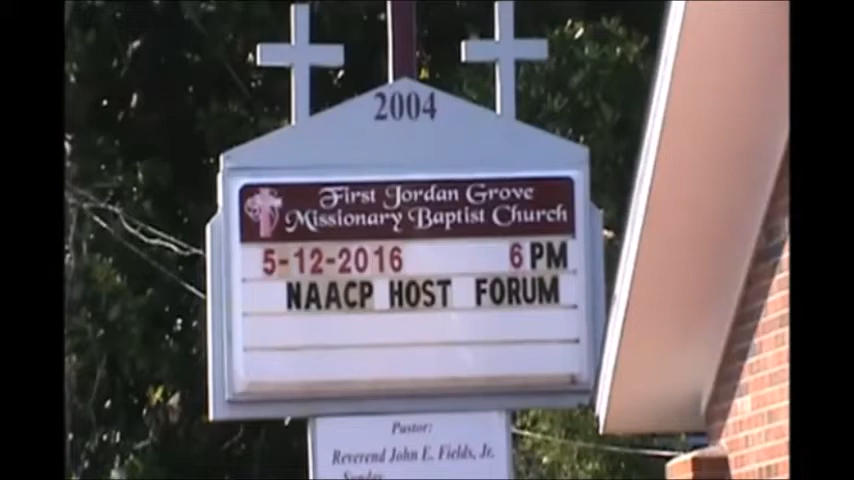 2004
First Jordan Grove
Missionary Baptist Church
5-12-2016 6 PM
NAACP HOST FORUM
Pastor:
Reverend John E. Fields, Jr.
Sunday